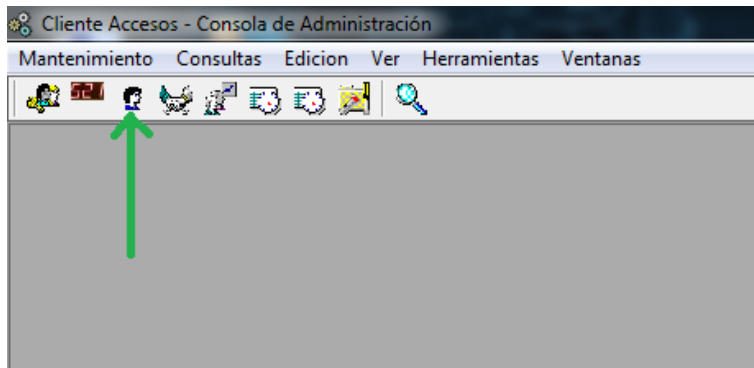 Cliente Accesos - Consola de Administración
Mantenimiento Consultas Edicion Ver Herramientas Ventanas